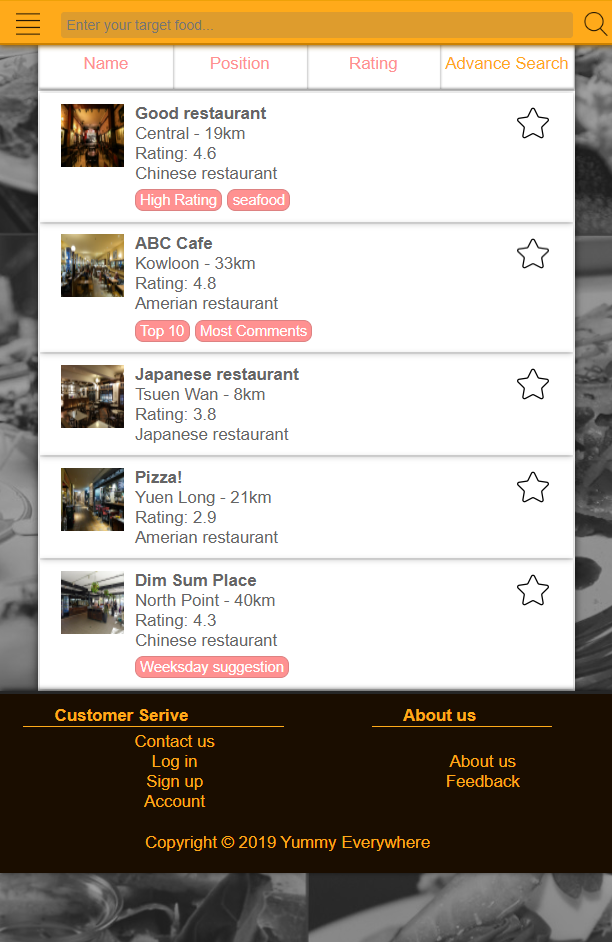 Enter your target food...
Name Position Rating Advance Search
Good restaurant
Central - 19km
Rating: 4.6
Chinese restaurant
High Rating seafood
ABC Cafe
Kowloon - 33km
Rating: 4.8
Amerian restaurant
Top 10 Most Comments
Japanese restaurant
Tsuen Wan - 8km
Rating: 3.8
Japanese restaurant
Pizza!
Yuen Long - 21km
Rating: 2.9
Amerian restaurant
Dim Sum Place
North Point - 40km
Rating: 4.3
Chinese restaurant
Weeksday suggestion
Customer Serive
Contact us
Log in
Sign up
Account
About us
About us
Feedback
Copyright © 2019 Yummy Everywhere